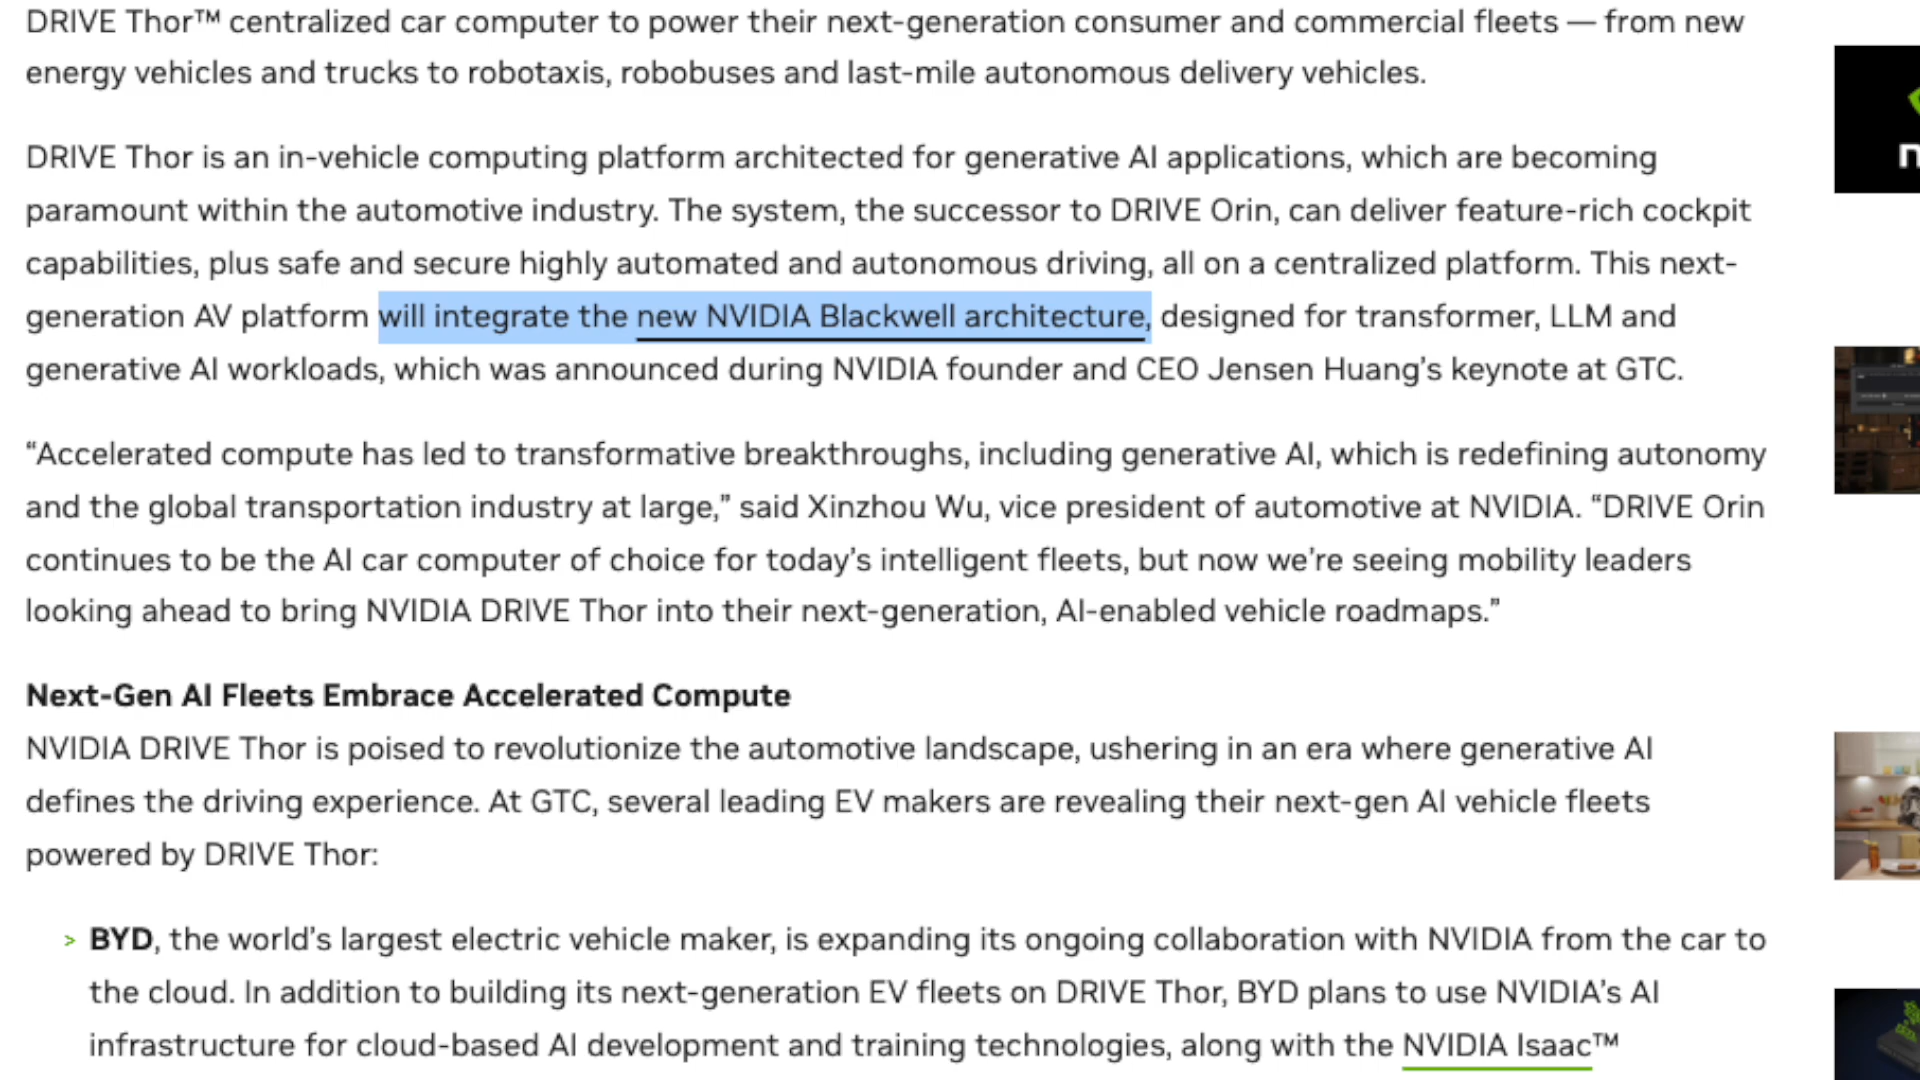 DRIVE Thor™ centralized car computer to power their next-generation consumer and commercial fleets — from new
energy vehicles and trucks to robotaxis, robobuses and last-mile autonomous delivery vehicles.
DRIVE Thor is an in-vehicle computing platform architected for generative AI applications, which are becoming
paramount within the automotive industry. The system, the successor to DRIVE Orin, can deliver feature-rich cockpit
capabilities, plus safe and secure highly automated and autonomous driving, all on a centralized platform. This next-
generation AV platform will integrate the new NVIDIA Blackwell architecture, designed for transformer, LLM and
generative AI workloads, which was announced during NVIDIA founder and CEO Jensen Huang’s keynote at GTC.
“Accelerated compute has led to transformative breakthroughs, including generative AI, which is redefining autonomy
and the global transportation industry at large,” said Xinzhou Wu, vice president of automotive at NVIDIA. “DRIVE Orin
continues to be the AI car computer of choice for today’s intelligent fleets, but now we’re seeing mobility leaders
looking ahead to bring NVIDIA DRIVE Thor into their next-generation, AI-enabled vehicle roadmaps.”
Next-Gen AI Fleets Embrace Accelerated Compute
NVIDIA DRIVE Thor is poised to revolutionize the automotive landscape, ushering in an era where generative AI
defines the driving experience. At GTC, several leading EV makers are revealing their next-gen AI vehicle fleets
powered by DRIVE Thor:
> BYD, the world’s largest electric vehicle maker, is expanding its ongoing collaboration with NVIDIA from the car to
the cloud. In addition to building its next-generation EV fleets on DRIVE Thor, BYD plans to use NVIDIA’s AI
infrastructure for cloud-based AI development and training technologies, along with the NVIDIA Isaac™